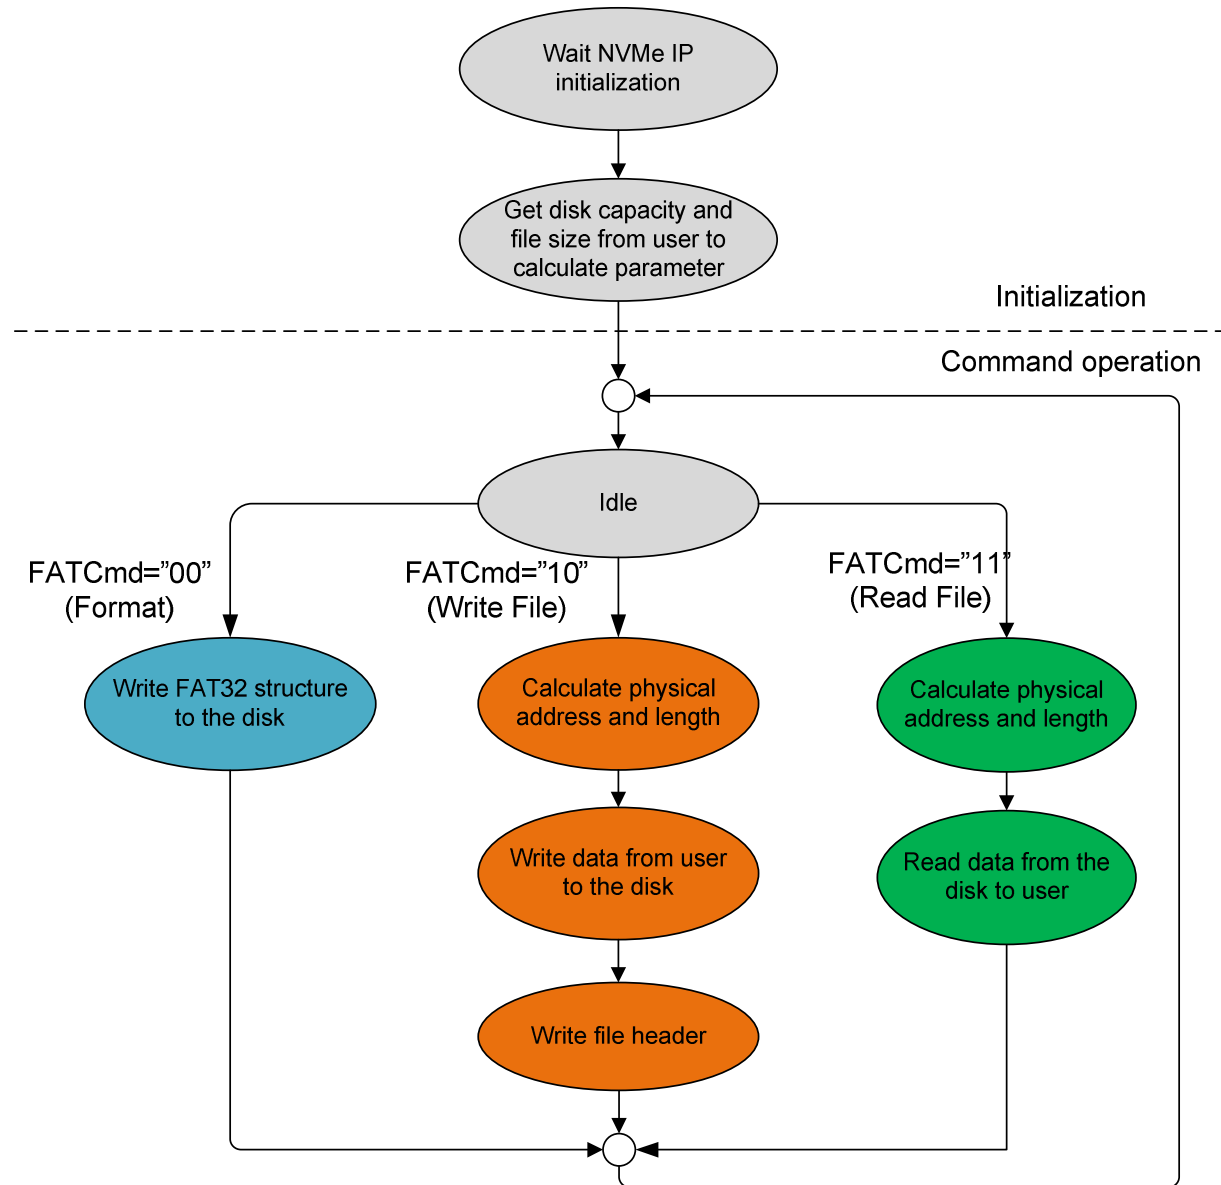 Wait NVMe IP
initialization
Get disk capacity and
file size from user to
calculate parameter
Initialization
Command operation
Idle
FATCmd=”00”
(Format)
FATCmd=”10”
(Write File)
FATCmd=”11”
(Read File)
Write FAT32 structure
to the disk
Calculate physical
address and length
Calculate physical
address and length
Write data from user
to the disk
Read data from the
disk to user
Write file header